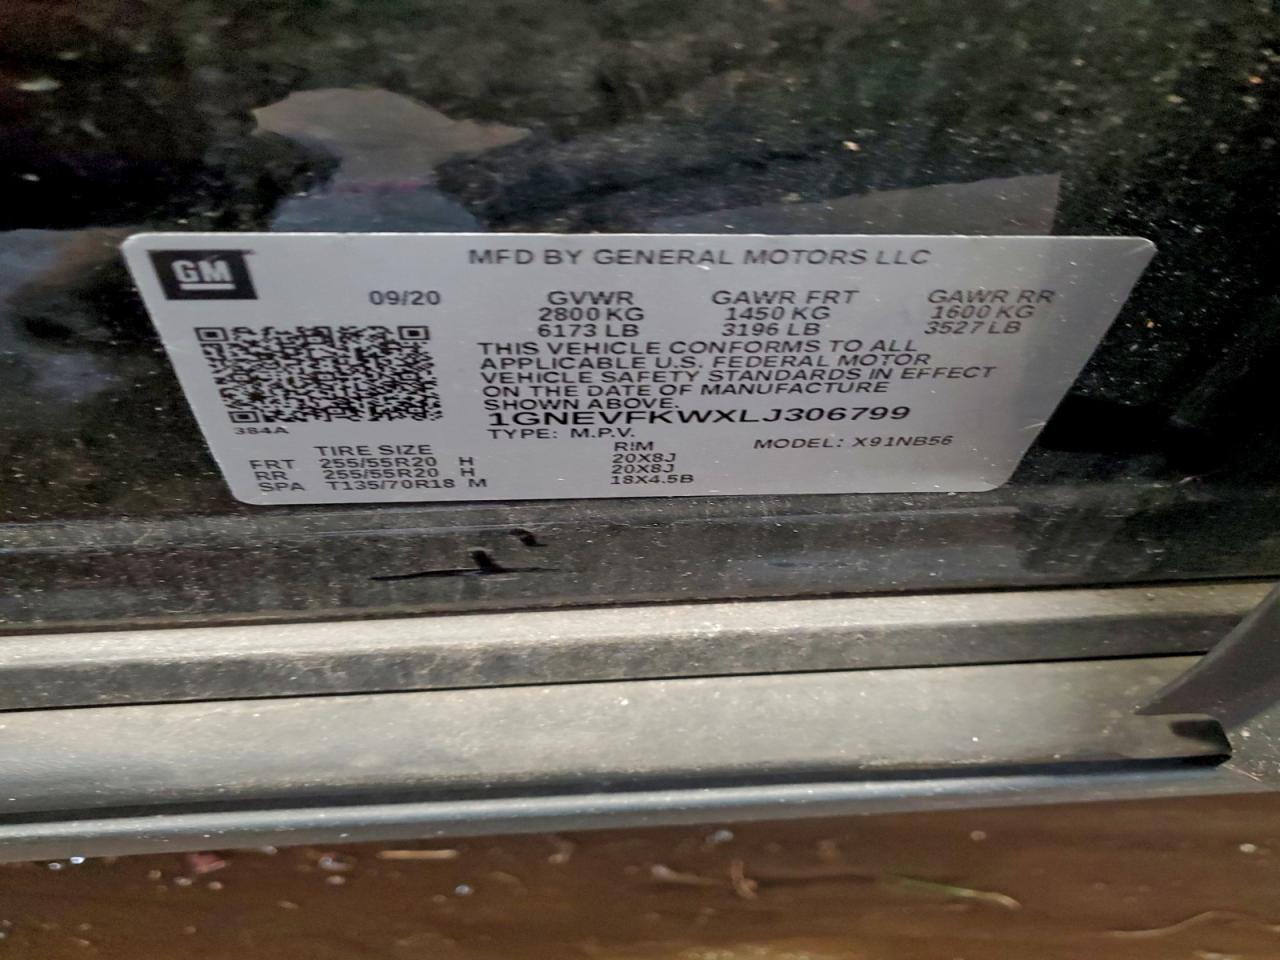 GM
MFD BY GENERAL MOTORS LLC
09/20
GVWR GAWR FRT GAWR RR
2800 KG 1450 KG 1600 KG
6173 LB 3196 LB 3527 LB
THIS VEHICLE CONFORMS TO ALL
APPLICABLE U.S. FEDERAL MOTOR
VEHICLE SAFETY STANDARDS IN EFFECT
ON THE DATE OF MANUFACTURE
SHOWN ABOVE.
1GNEVFKWXLJ306799
384A
TYPE: M.P.V. MODEL: X91NB56
TIRE SIZE RIM
FRT 255/55R20 H 20X8J
RR 255/55R20 H 20X8J
SPA T135/70R18 M 18X4.5B